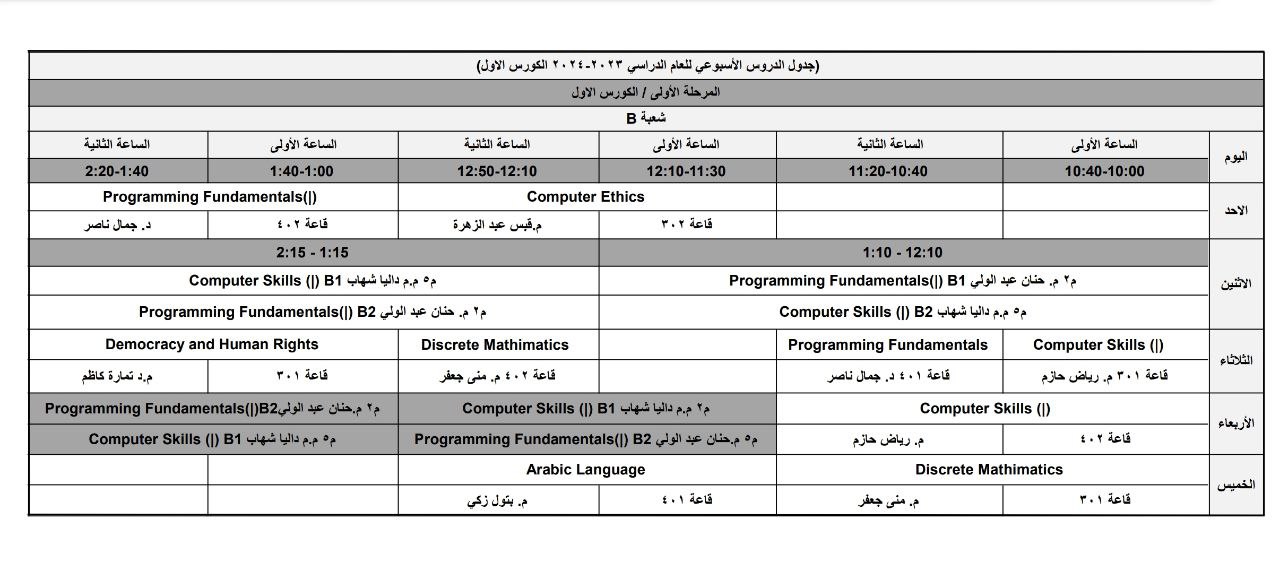 (جدول الدروس الأسبوعي للعام الدراسي ٢٠٢٣-٢٠٢٤ الكورس الاول)
المرحلة الأولى / الكورس الاول
شعبة B
اليوم الساعة الأولى الساعة الثانية الساعة الأولى الساعة الثانية الساعة الأولى الساعة الثانية
10:40-10:00 11:20-10:40 12:10-11:30 12:50-12:10 1:40-1:00 2:20-1:40
الاحد Computer Ethics Programming Fundamentals(|)
قاعة ٣٠٢ م.قبس عبد الزهرة قاعة ٤٠٢ د. جمال ناصر
الاثنين 1:10 - 12:10 2:15 - 1:15
Programming Fundamentals(|) B1 م٢ م. حنان عبد الولي Computer Skills (|) B1 م٥ م.م داليا شهاب
Computer Skills (|) B2 م٥ م.م داليا شهاب Programming Fundamentals(|) B2 م٢ م. حنان عبد الولي
الثلاثاء Computer Skills (|) Programming Fundamentals Discrete Mathimatics Democracy and Human Rights
قاعة ٣٠١ م. رياض حازم قاعة ٤٠١ د. جمال ناصر قاعة ٤٠٢ م. منى جعفر قاعة ٣٠١ م.د تمارة كاظم
الأربعاء Computer Skills (|) Computer Skills (|) B1 م٢ م.م داليا شهاب Programming Fundamentals(|)B2 م٢ م.حنان عبد الولي
قاعة ٤٠٢ م. رياض حازم Programming Fundamentals(|) B2 م٥ م.حنان عبد الولي Computer Skills (|) B1 م٥ م.م داليا شهاب
الخميس Discrete Mathimatics Arabic Language
قاعة ٣٠١ م. منى جعفر قاعة ٤٠١ م. بتول زكي